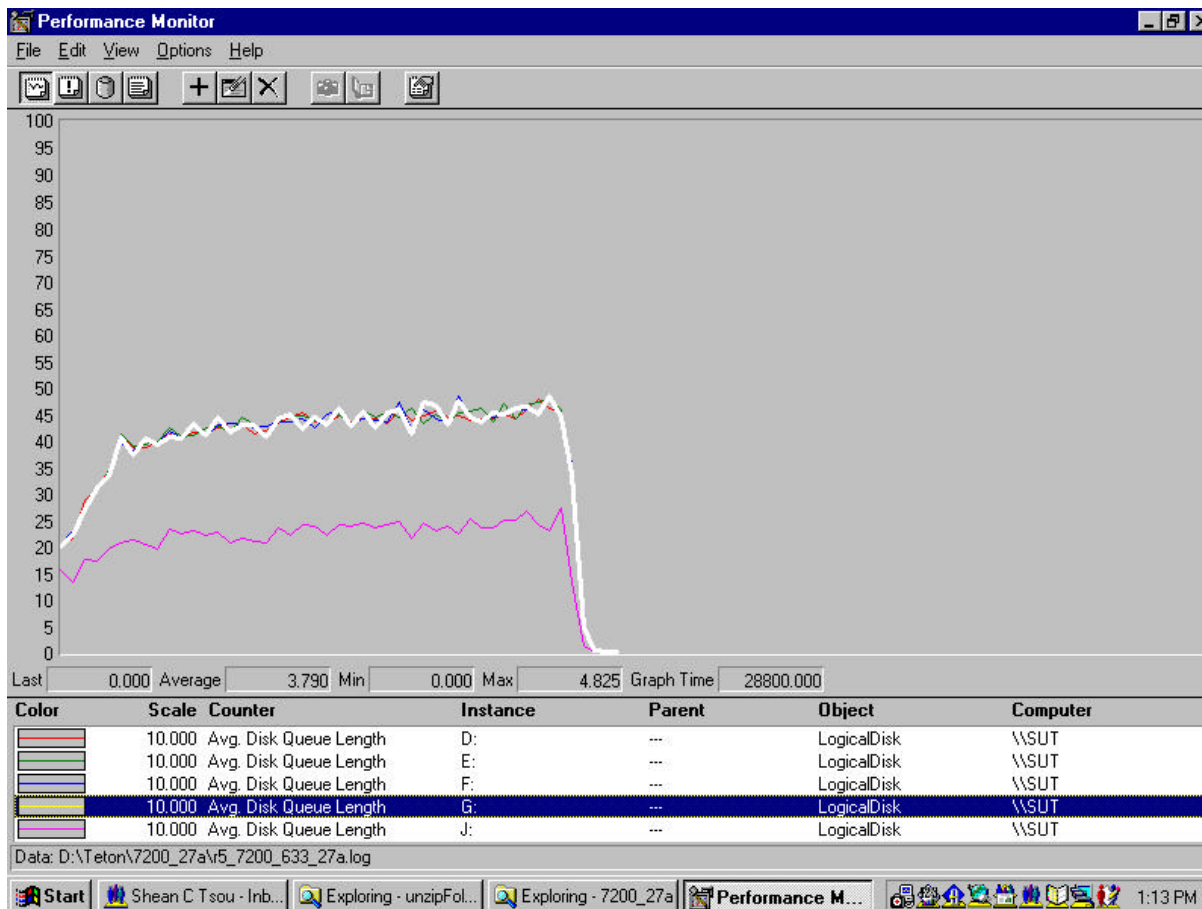 Performance Monitor
File Edit View Options Help
100
95
90
85
80
75
70
65
60
55
50
45
40
35
30
25
20
15
10
5
0
Last 0.000 Average 3.790 Min 0.000 Max 4.825 Graph Time 28800.000
Color Scale Counter Instance Parent Object Computer
10.000 Avg. Disk Queue Length D: --- LogicalDisk \\SUT
10.000 Avg. Disk Queue Length E: --- LogicalDisk \\SUT
10.000 Avg. Disk Queue Length F: --- LogicalDisk \\SUT
10.000 Avg. Disk Queue Length G: --- LogicalDisk \\SUT
10.000 Avg. Disk Queue Length J: --- LogicalDisk \\SUT
Data: D:\Teton\7200_27a\r5_7200_633_27a.log
Start Shean C Tsou - Inb... Exploring - unzipFol... Exploring - 7200_27a Performance M... 1:13 PM